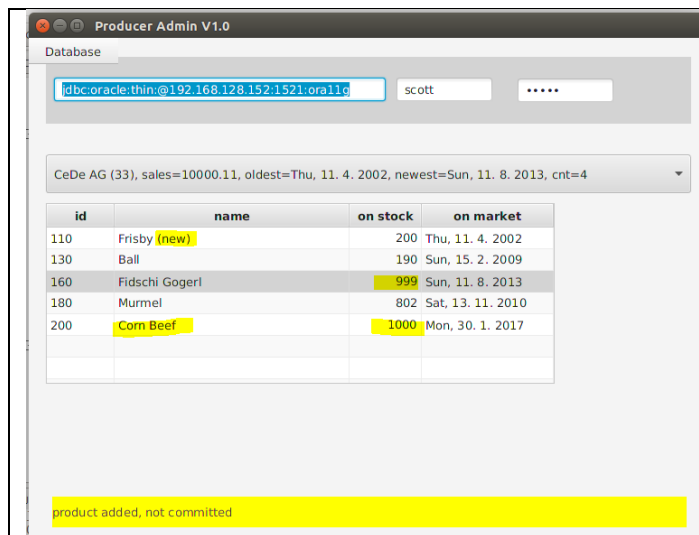 Producer Admin V1.0
Database
jdbc:oracle:thin:@192.168.128.152:1521:ora11g scott •••••
CeDe AG (33), sales=10000.11, oldest=Thu, 11. 4. 2002, newest=Sun, 11. 8. 2013, cnt=4
id name on stock on market
110 Frisby (new) 200 Thu, 11. 4. 2002
130 Ball 190 Sun, 15. 2. 2009
160 Fidschi Gogerl 999 Sun, 11. 8. 2013
180 Murmel 802 Sat, 13. 11. 2010
200 Corn Beef 1000 Mon, 30. 1. 2017
product added, not committed